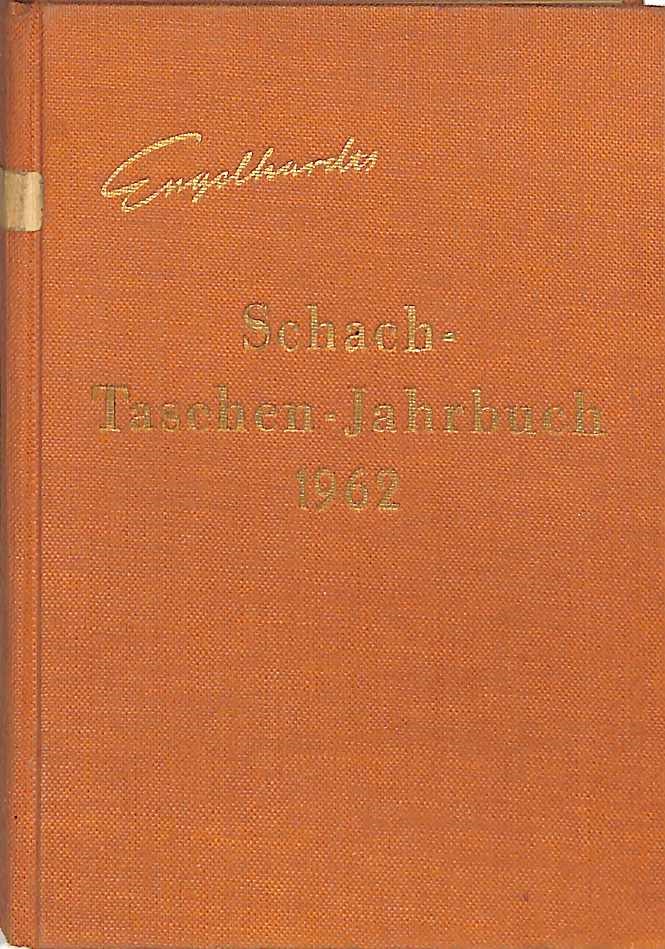 Engelhardts
Schach-
Taschen-Jahrbuch
1962